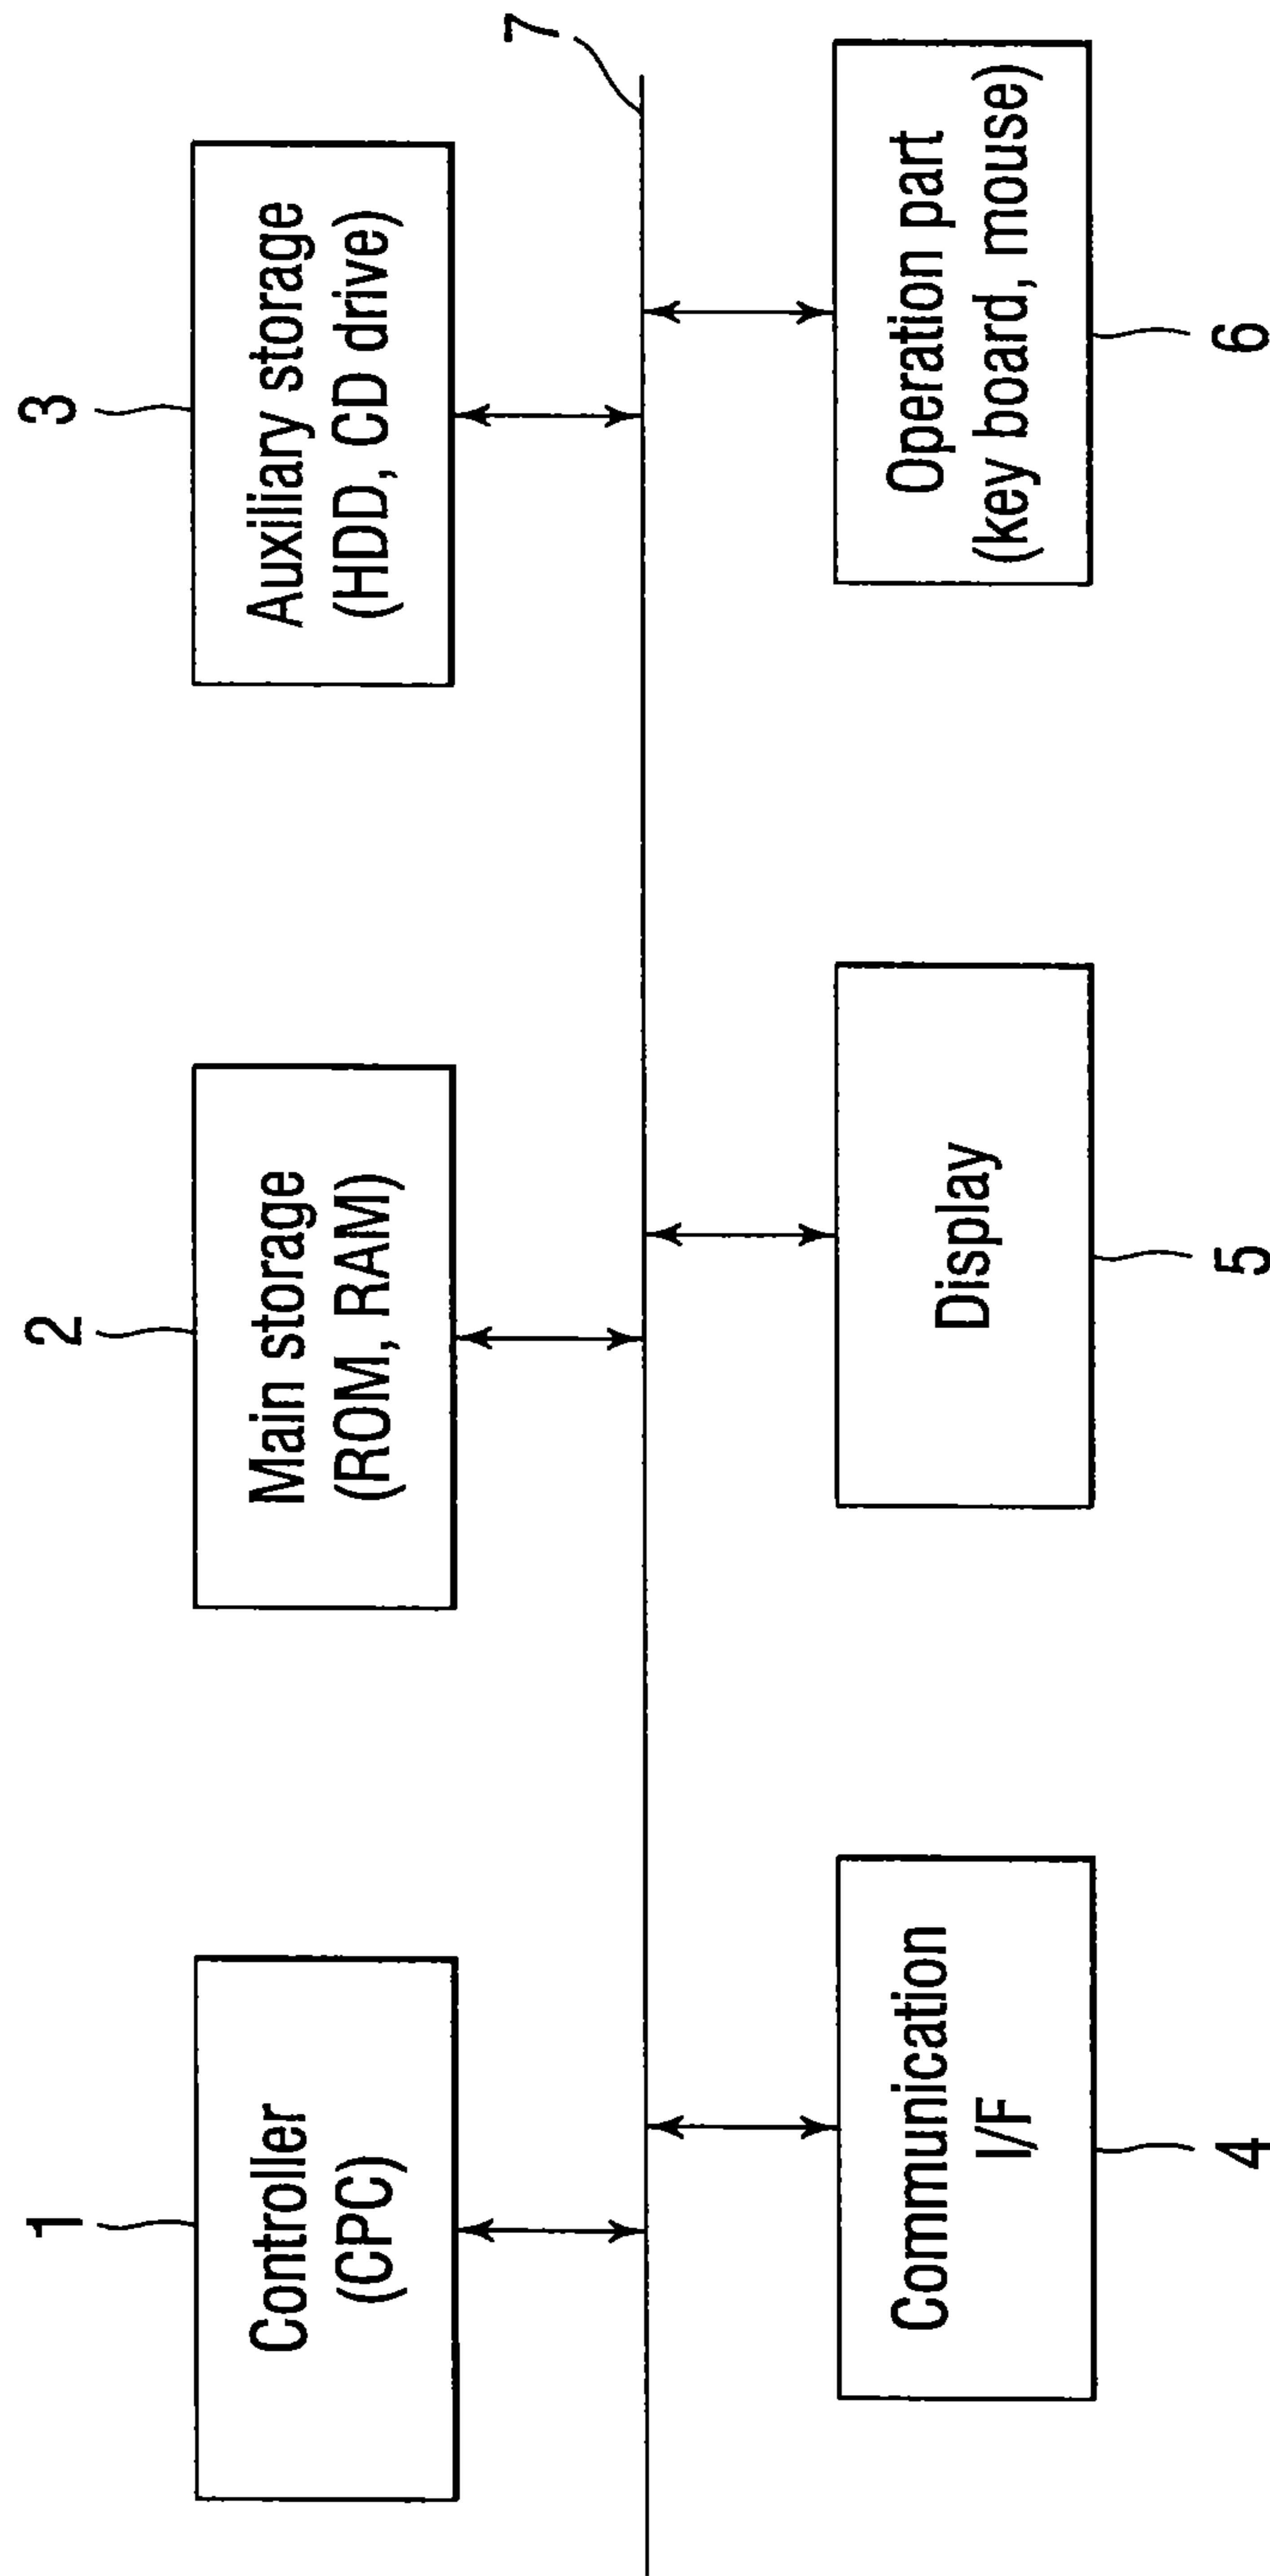 1
Controller
(CPC)
2
Main storage
(ROM, RAM)
3
Auxiliary storage
(HDD, CD drive)
7
Communication
I/F
4
Display
5
Operation part
(key board, mouse)
6